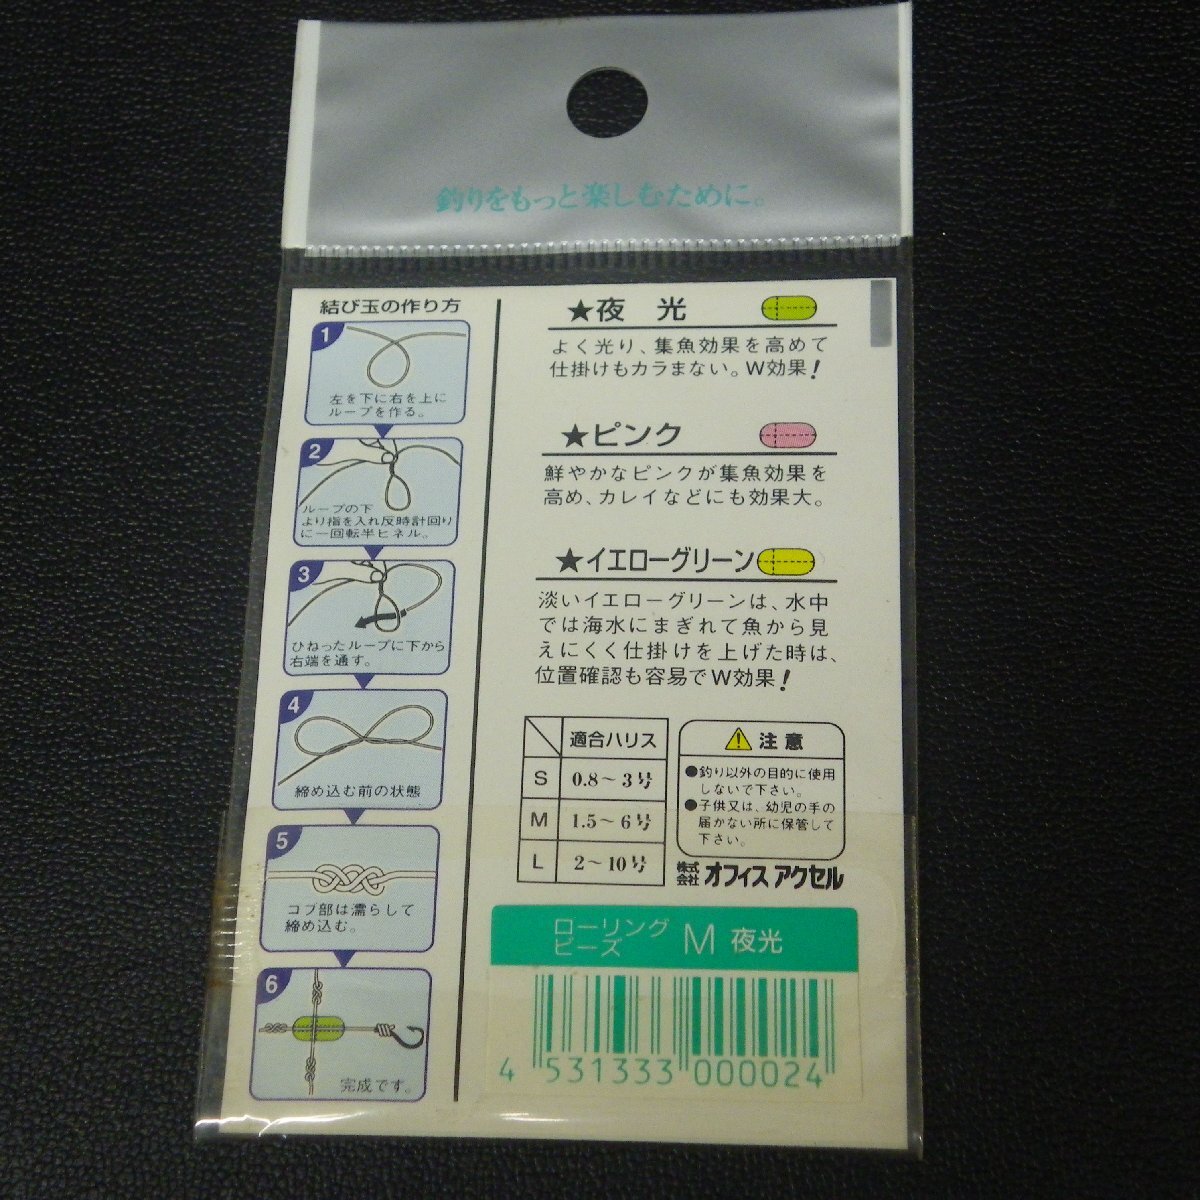 釣りをもっと楽しむために。
結び玉の作り方
1
左を下に右を上に
ループを作る。
2
ループの下
より指を入れ反時計回り
に一回転半ヒネル。
3
ひねったループに下から
右端を通す。
4
締め込む前の状態
5
コブ部は濡らして
締め込む。
6
完成です。
★夜 光
よく光り、集魚効果を高めて
仕掛けもカラまない。W効果!
★ピンク
鮮やかなピンクが集魚効果を
高め、カレイなどにも効果大。
★イエローグリーン
淡いイエローグリーンは、水中
では海水にまぎれて魚から見
えにくく仕掛けを上げた時は、
位置確認も容易でW効果!
適合ハリス
S 0.8〜3号
M 1.5〜6号
L 2〜10号
注意
●釣り以外の目的に使用
しないで下さい。
●子供又は、幼児の手の
届かない所に保管して
下さい。
株式会社 オフィスアクセル
ローリング
ビーズ M 夜光
4 531333 000024